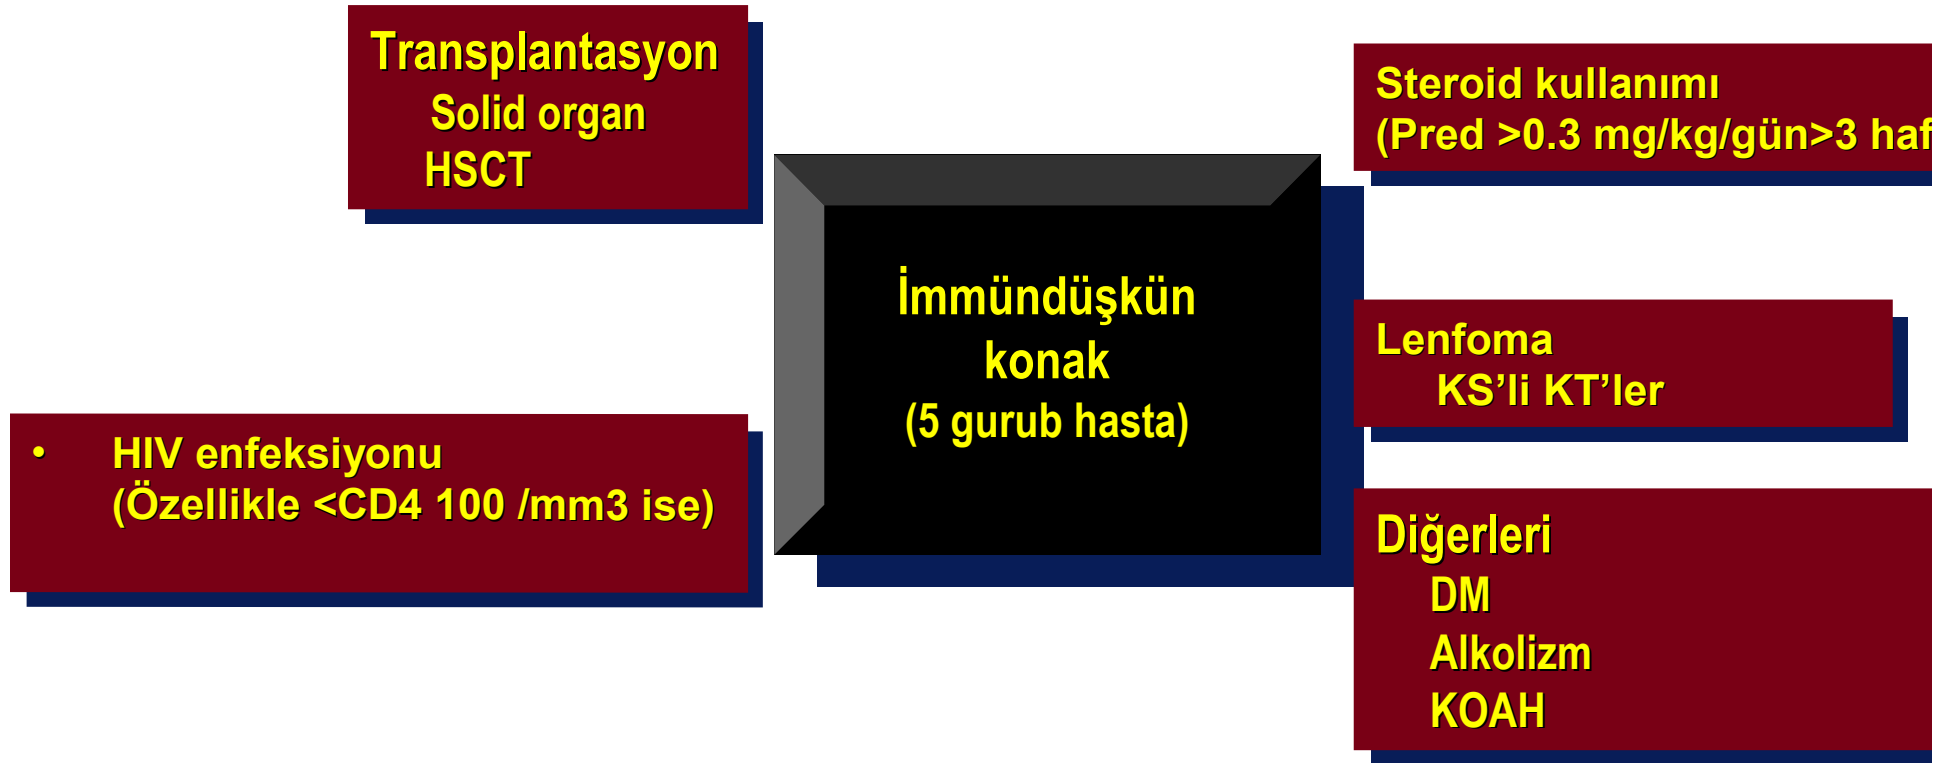 Transplantasyon
Solid organ
HSCT
Steroid kullanımı
(Pred >0.3 mg/kg/gün>3 haf
İmmündüşkün
konak
(5 gurub hasta)
Lenfoma
KS’li KT’ler
• HIV enfeksiyonu
(Özellikle <CD4 100 /mm3 ise)
Diğerleri
DM
Alkolizm
KOAH